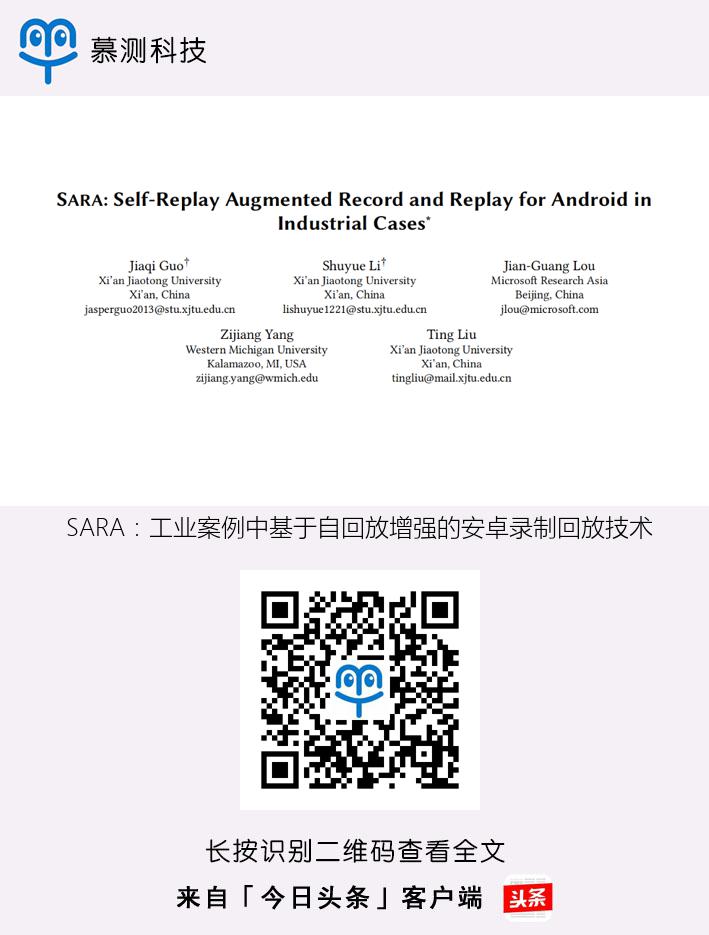 慕测科技
SARA: Self-Replay Augmented Record and Replay for Android in
Industrial Cases*
Jiaqi Guo†
Xi'an Jiaotong University
Xi'an, China
jasperguo2013@stu.xjtu.edu.cn
Shuyue Li†
Xi'an Jiaotong University
Xi'an, China
lishuyue1221@stu.xjtu.edu.cn
Jian-Guang Lou
Microsoft Research Asia
Beijing, China
jlou@microsoft.com
Zijiang Yang
Western Michigan University
Kalamazoo, MI, USA
zijiang.yang@wmich.edu
Ting Liu
Xi'an Jiaotong University
Xi'an, China
tingliu@mail.xjtu.edu.cn
SARA：工业案例中基于自回放增强的安卓录制回放技术
长按识别二维码查看全文
来自「今日头条」客户端
头条